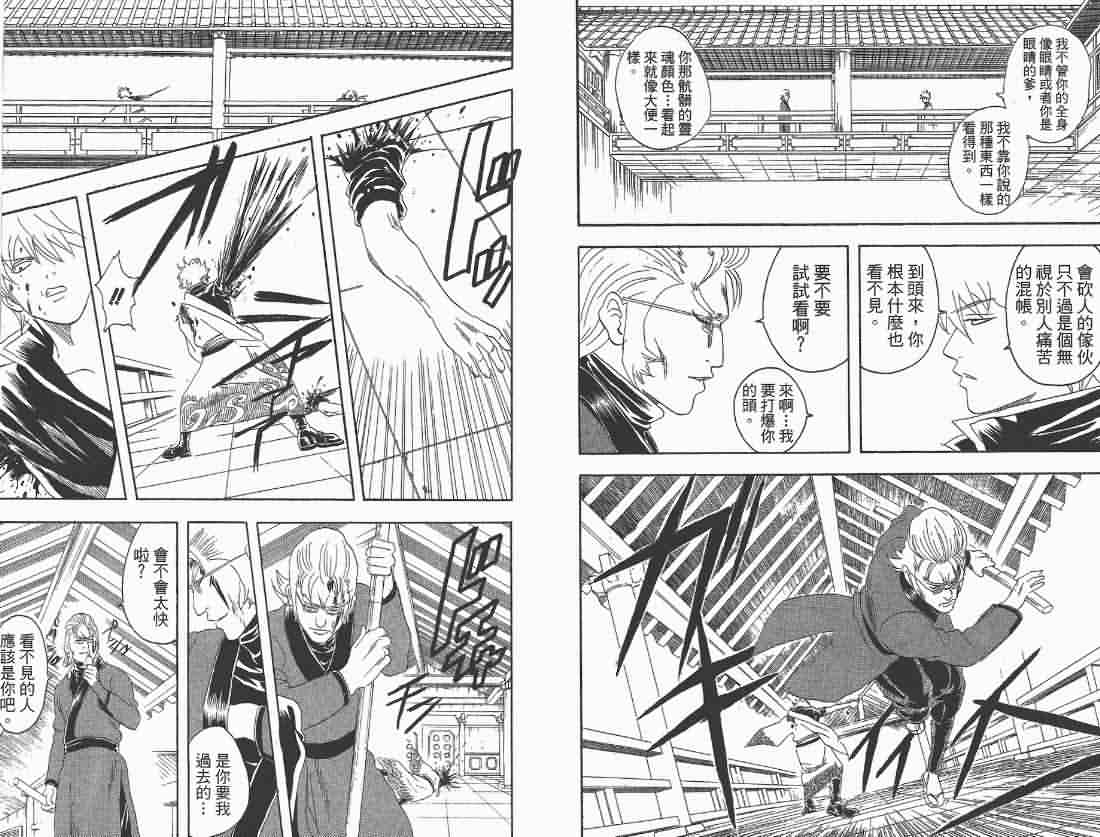 我不管你的全身
像眼睛或者你是
眼睛的爹，
我不靠你說的
那種東西一樣
看得到。
你那骯髒的靈
魂顏色…看起
來就像大便一
樣。
會砍人的傢伙
只不過是個無
視於別人痛苦
的混帳。
到頭來，你
根本什麼也
看不見。
要不要
試試看啊？
來啊…我
要打爆你
的頭。
!!
是你要我
過去的…
會不會太快
啦？
看不見的人
應該是你吧。